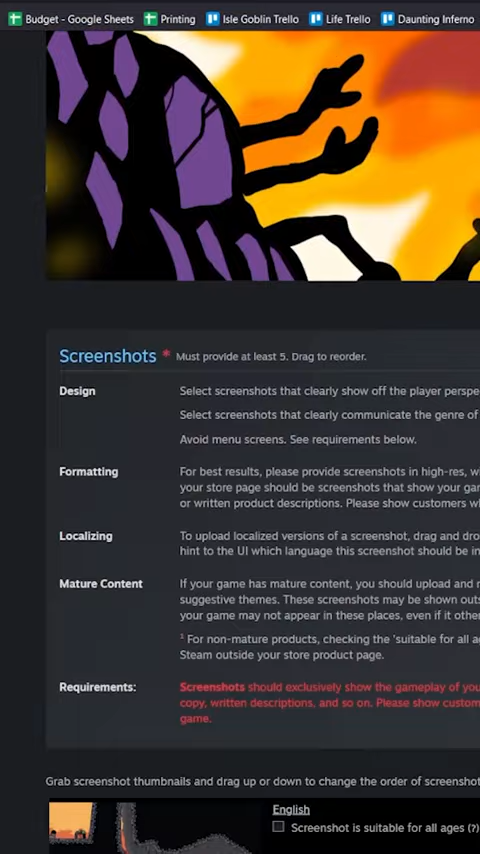 Budget - Google Sheets Printing Isle Goblin Trello Life Trello Daunting Inferno
Screenshots * Must provide at least 5. Drag to reorder.
Design
Select screenshots that clearly show off the player perspe
Select screenshots that clearly communicate the genre of
Avoid menu screens. See requirements below.
Formatting
For best results, please provide screenshots in high-res, w
your store page should be screenshots that show your gam
or written product descriptions. Please show customers wh
Localizing
To upload localized versions of a screenshot, drag and dro
hint to the UI which language this screenshot should be in
Mature Content
If your game has mature content, you should upload and m
suggestive themes. These screenshots may be shown outs
your game may not appear in these places, even if it other
¹ For non-mature products, checking the 'suitable for all ag
Steam outside your store product page.
Requirements:
Screenshots should exclusively show the gameplay of you
copy, written descriptions, and so on. Please show custom
game.
Grab screenshot thumbnails and drag up or down to change the order of screenshot
English
Screenshot is suitable for all ages (?)